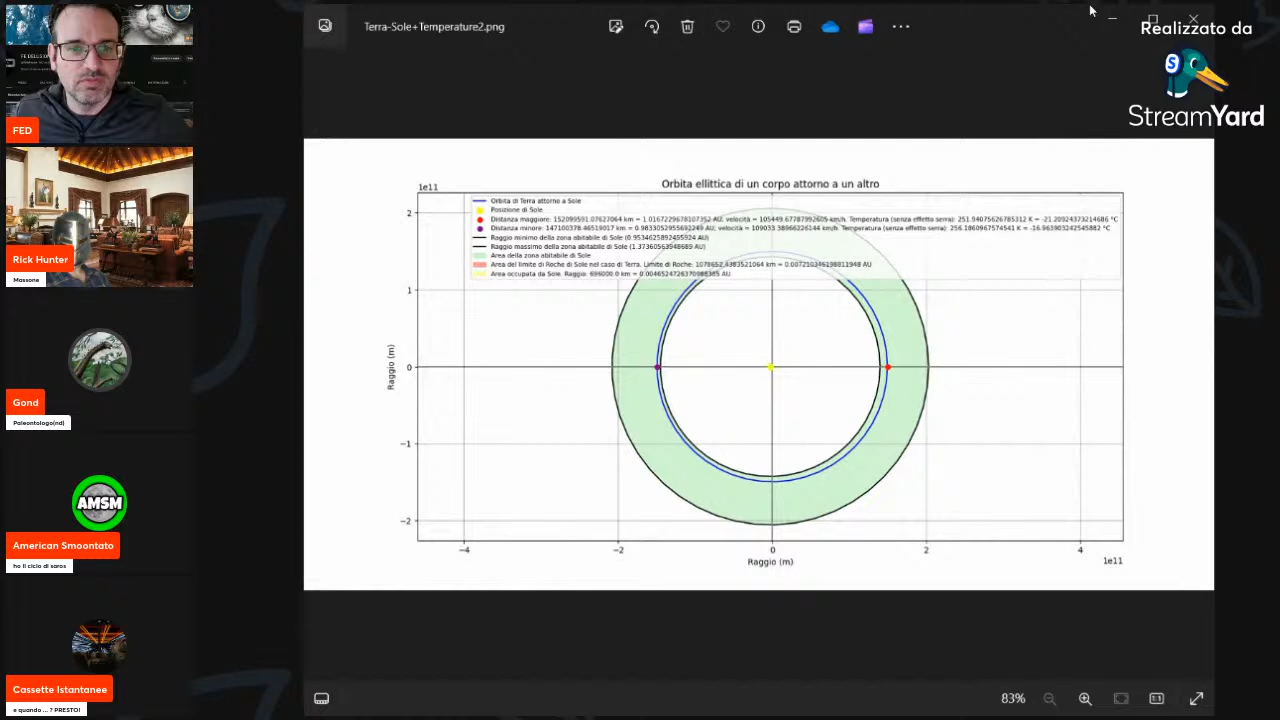 Terra-Sole+Temperature2.png
Realizzato da
StreamYard
FED
Rick Hunter
Massone
Gond
Paleontologo(nd)
AMSM
American Smoontato
ho il ciclo di saros
Cassette Istantanee
e quando ... ? PRESTO!
Orbita ellittica di un corpo attorno a un altro
1e11
Orbita di Terra attorno a Sole
Posizione di Sole
Distanza maggiore: 152099591.07627064 km = 1.0167229678107352 AU, velocità = 105449.67787992605 km/h. Temperatura (senza effetto serra): 251.94075626785312 K = -21.20924373214686 °C
Distanza minore: 147100378.46519017 km = 0.9833052955692249 AU, velocità = 109033.38966226144 km/h. Temperatura (senza effetto serra): 256.1860967574541 K = -16.963903242545882 °C
Raggio minimo della zona abitabile di Sole (0.9534625892495924 AU)
Raggio massimo della zona abitabile di Sole (1.37360563948689 AU)
Area della zona abitabile di Sole
Area del limite di Roche di Sole nel caso di Terra. Limite di Roche: 1078652.4383521064 km = 0.007210346198811948 AU
Area occupata da Sole. Raggio: 696000.0 km = 0.004652472637098 AU
2
1
0
−1
−2
Raggio (m)
−4
−2
0
2
4
1e11
Raggio (m)
83%